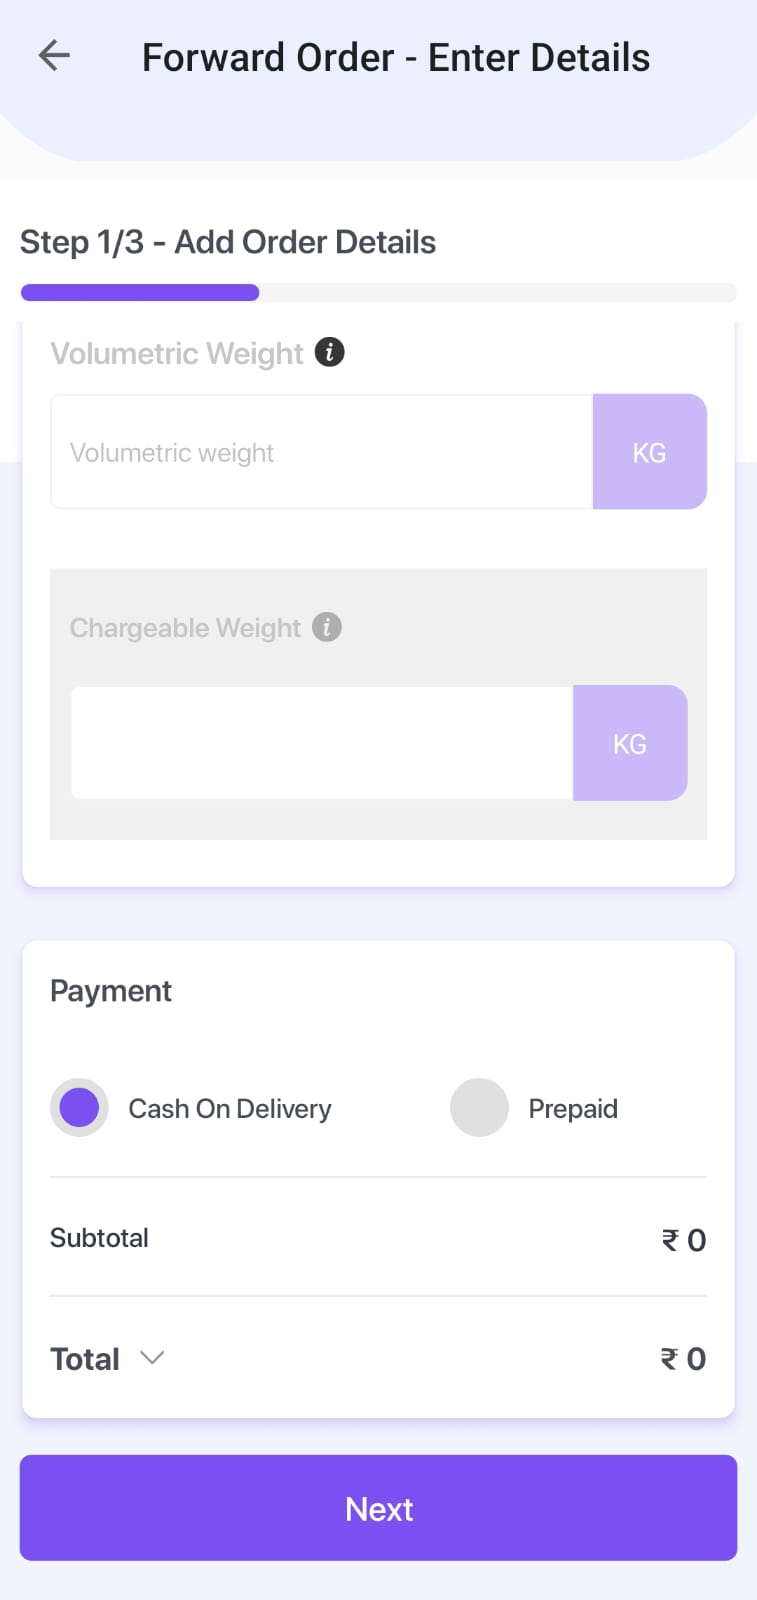 Forward Order - Enter Details
Step 1/3 - Add Order Details
Volumetric Weight i
Volumetric weight
KG
Chargeable Weight i
KG
Payment
Cash On Delivery
Prepaid
Subtotal
₹ 0
Total
₹ 0
Next